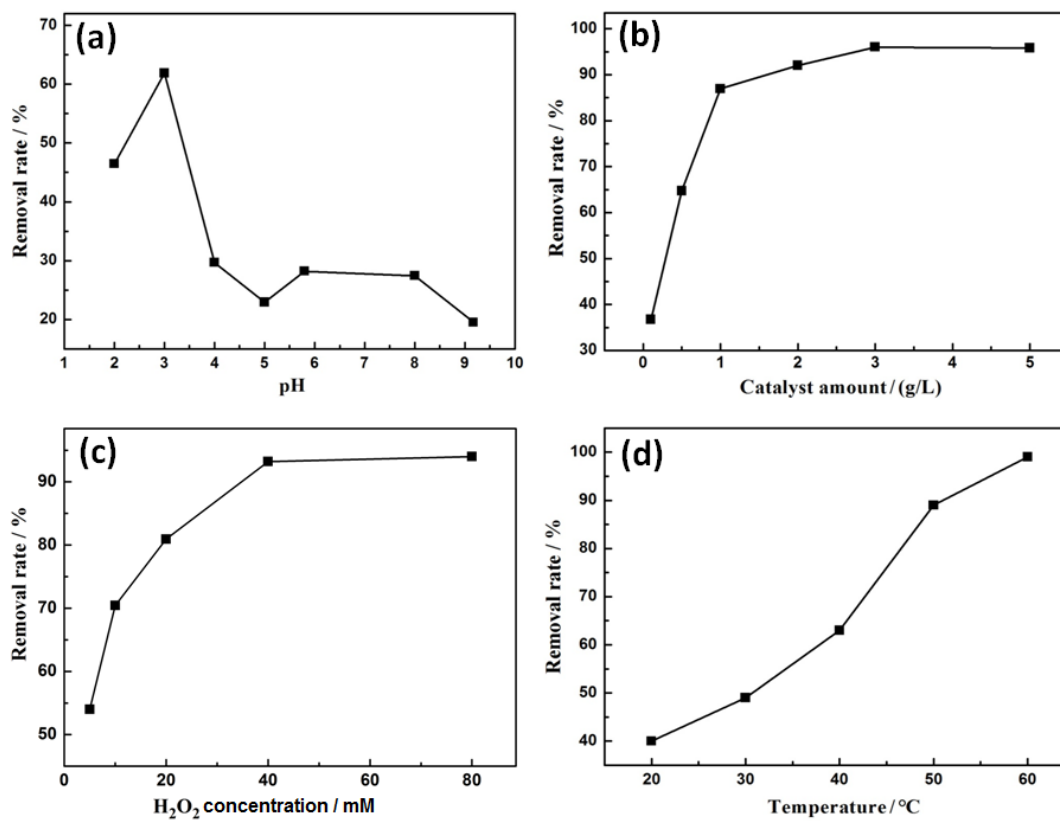 (a)
70
60
50
40
30
20
Removal rate / %
1 2 3 4 5 6 7 8 9 10
pH
(b)
100
90
80
70
60
50
40
30
Removal rate / %
0 1 2 3 4 5
Catalyst amount / (g/L)
(c)
90
80
70
60
50
Removal rate / %
0 20 40 60 80
H₂O₂ concentration / mM
(d)
100
90
80
70
60
50
40
Removal rate / %
20 30 40 50 60
Temperature / °C